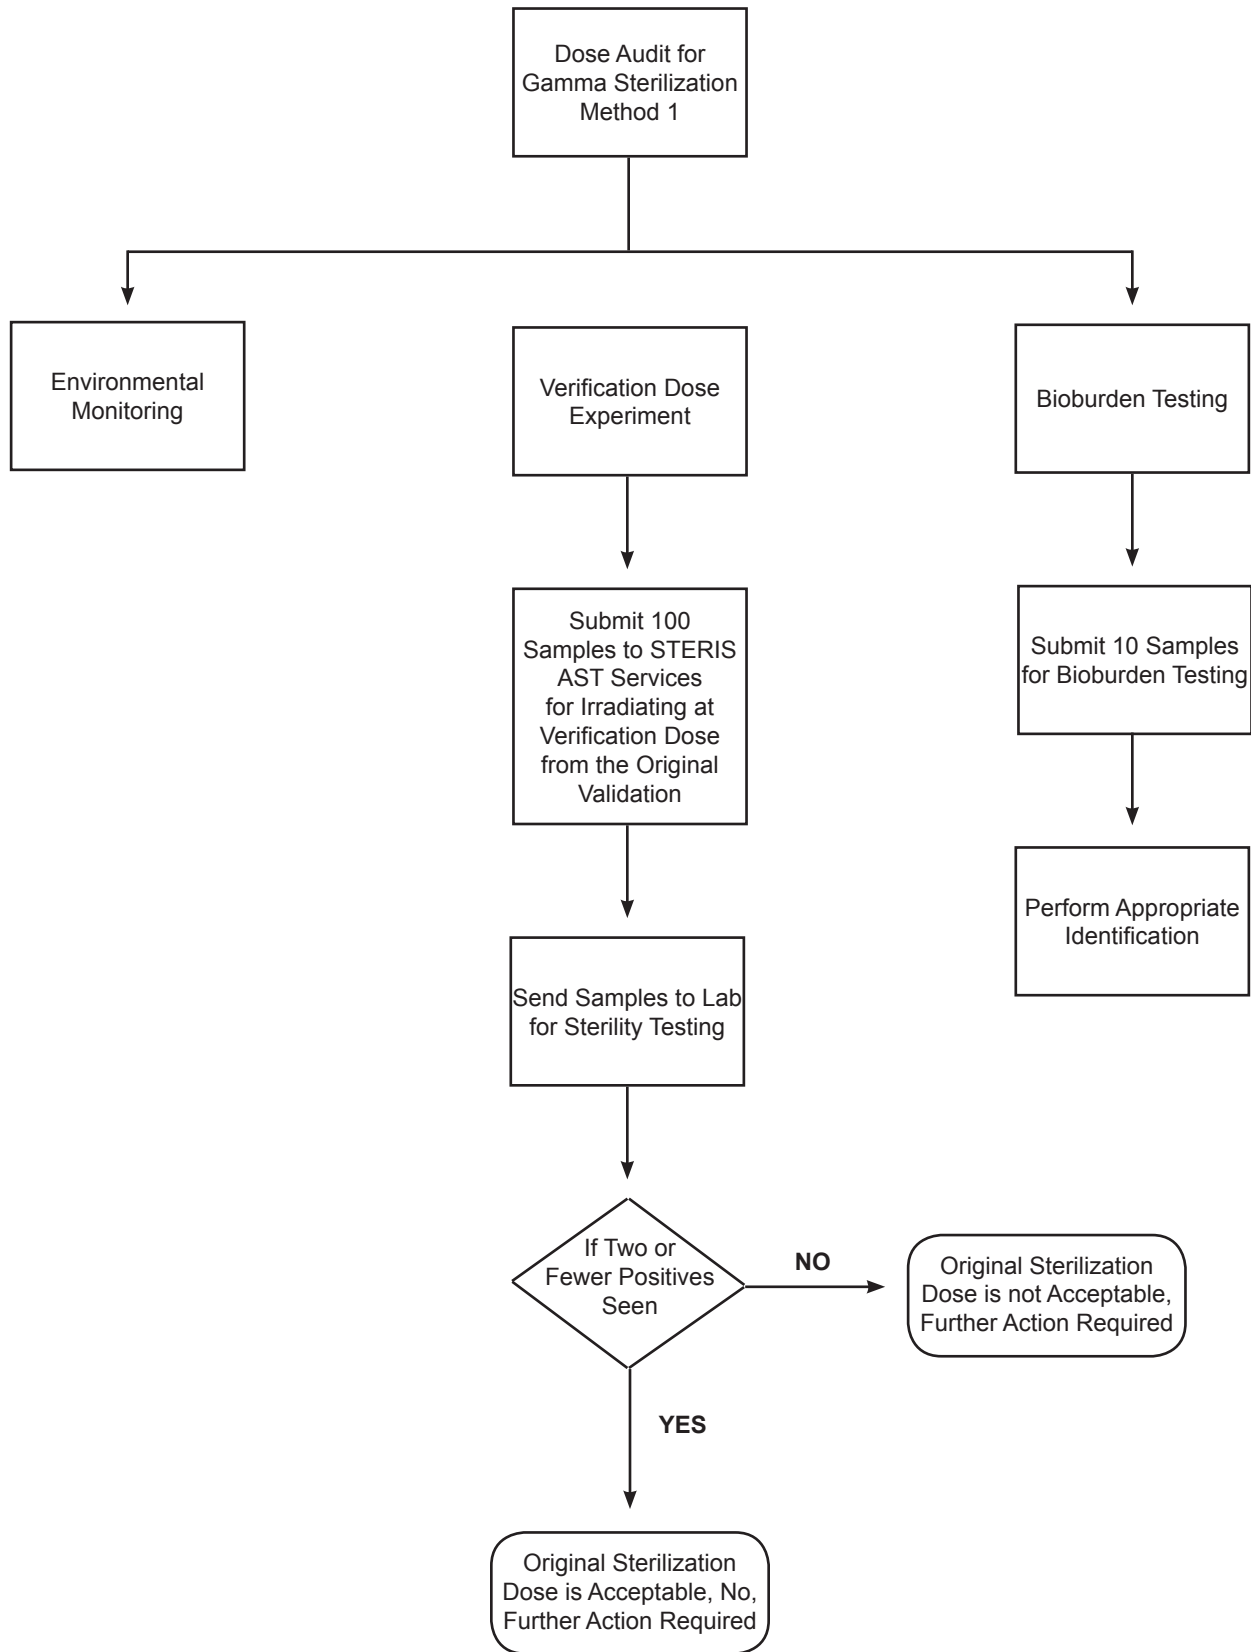 Dose Audit for
Gamma Sterilization
Method 1
Environmental
Monitoring
Verification Dose
Experiment
Bioburden Testing
Submit 100
Samples to STERIS
AST Services
for Irradiating at
Verification Dose
from the Original
Validation
Submit 10 Samples
for Bioburden Testing
Perform Appropriate
Identification
Send Samples to Lab
for Sterility Testing
If Two or
Fewer Positives
Seen
NO
Original Sterilization
Dose is not Acceptable,
Further Action Required
YES
Original Sterilization
Dose is Acceptable, No,
Further Action Required